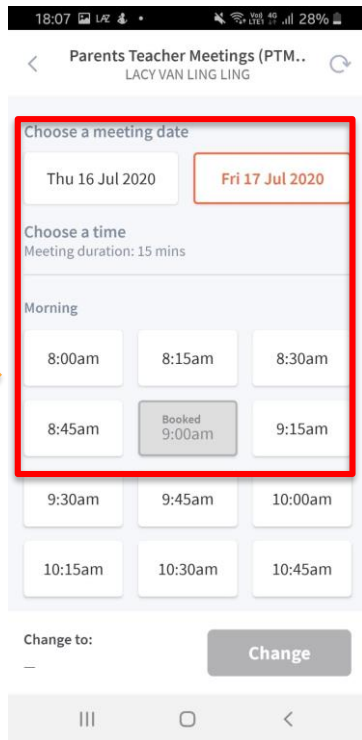 18:07 28%
Parents Teacher Meetings (PTM..
LACY VAN LING LING
Choose a meeting date
Thu 16 Jul 2020 Fri 17 Jul 2020
Choose a time
Meeting duration: 15 mins
Morning
8:00am 8:15am 8:30am
Booked
8:45am 9:00am 9:15am
9:30am 9:45am 10:00am
10:15am 10:30am 10:45am
Change to:
— Change